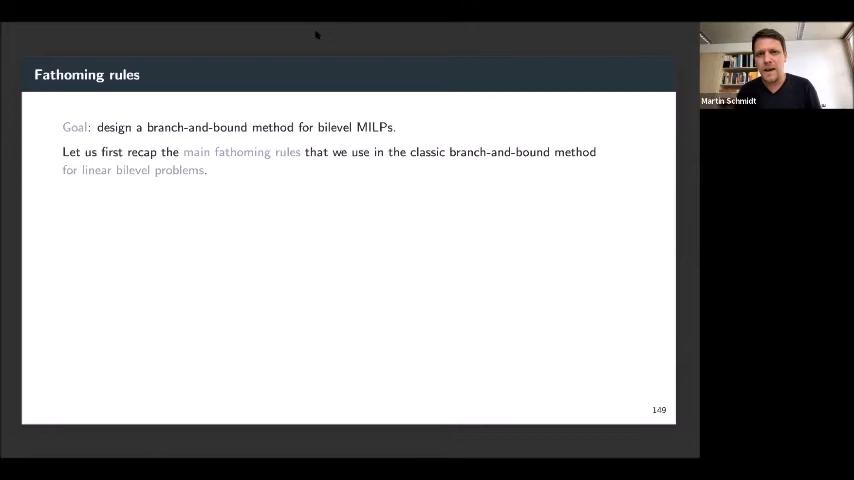 Fathoming rules
Goal: design a branch-and-bound method for bilevel MILPs.
Let us first recap the main fathoming rules that we use in the classic branch-and-bound method
for linear bilevel problems.
149
Martin Schmidt